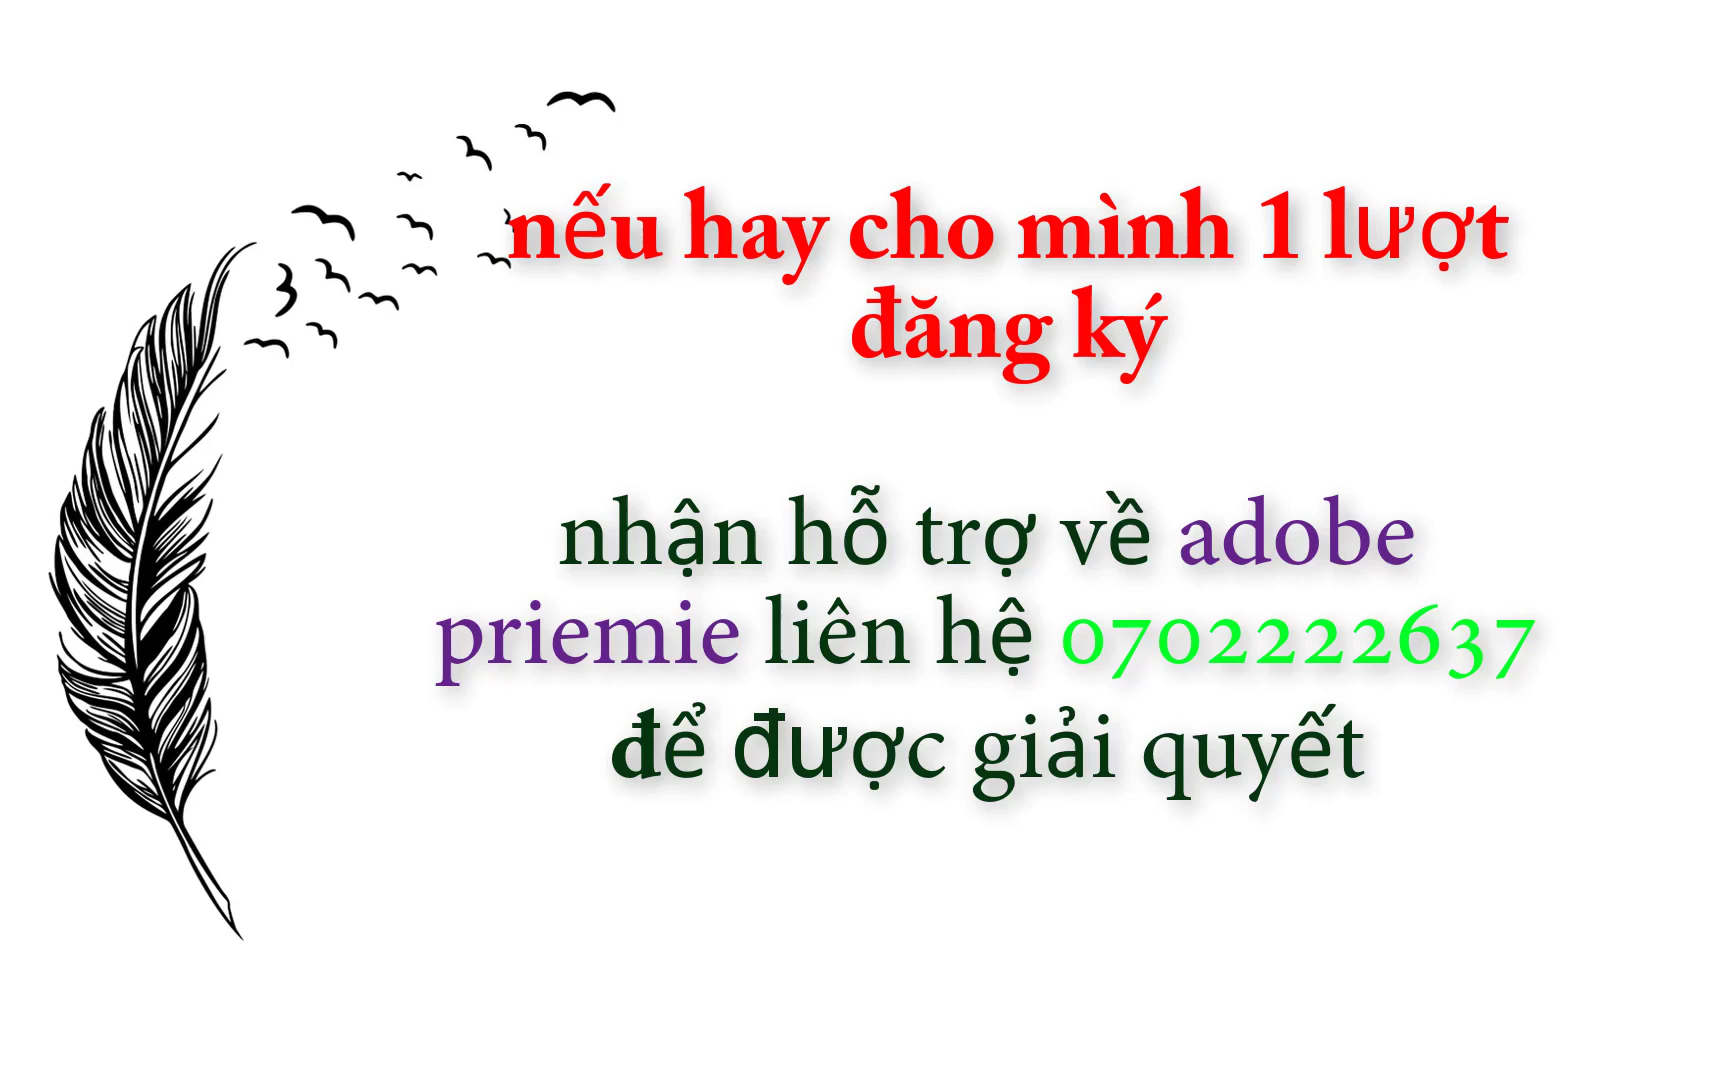 nếu hay cho mình 1 lượt
đăng ký
nhận hỗ trợ về adobe
priemie liên hệ 0702222637
để được giải quyết